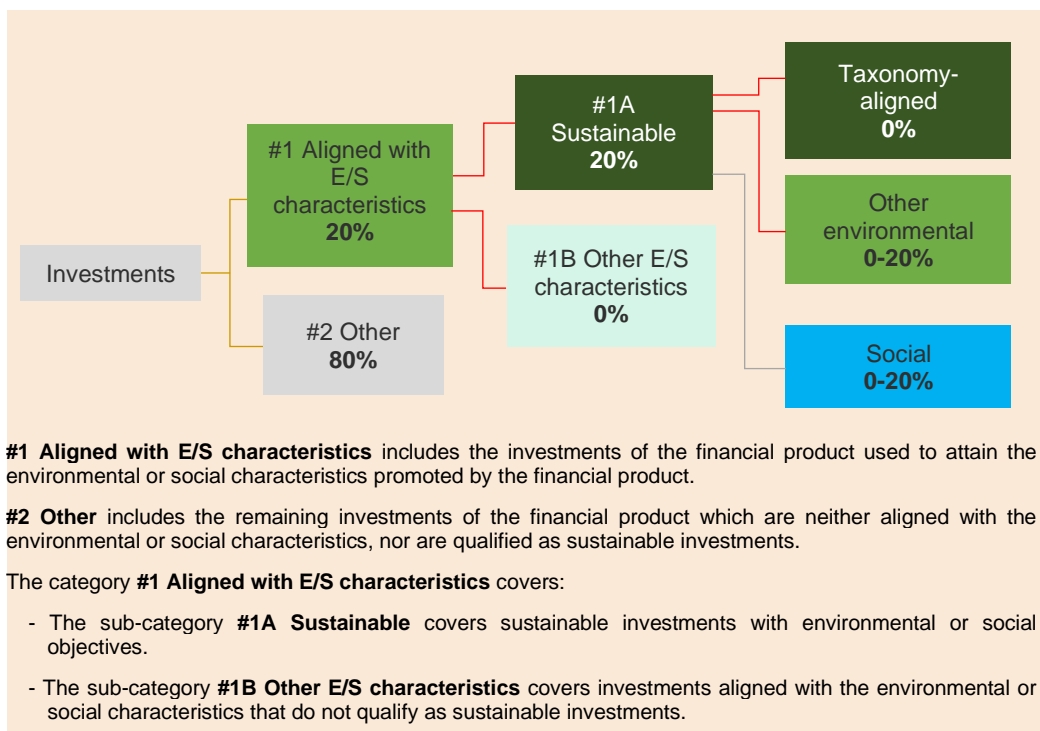 Investments
#1 Aligned with
E/S
characteristics
20%
#2 Other
80%
#1A
Sustainable
20%
#1B Other E/S
characteristics
0%
Taxonomy-
aligned
0%
Other
environmental
0-20%
Social
0-20%
#1 Aligned with E/S characteristics includes the investments of the financial product used to attain the
environmental or social characteristics promoted by the financial product.
#2 Other includes the remaining investments of the financial product which are neither aligned with the
environmental or social characteristics, nor are qualified as sustainable investments.
The category #1 Aligned with E/S characteristics covers:
- The sub-category #1A Sustainable covers sustainable investments with environmental or social
objectives.
- The sub-category #1B Other E/S characteristics covers investments aligned with the environmental or
social characteristics that do not qualify as sustainable investments.